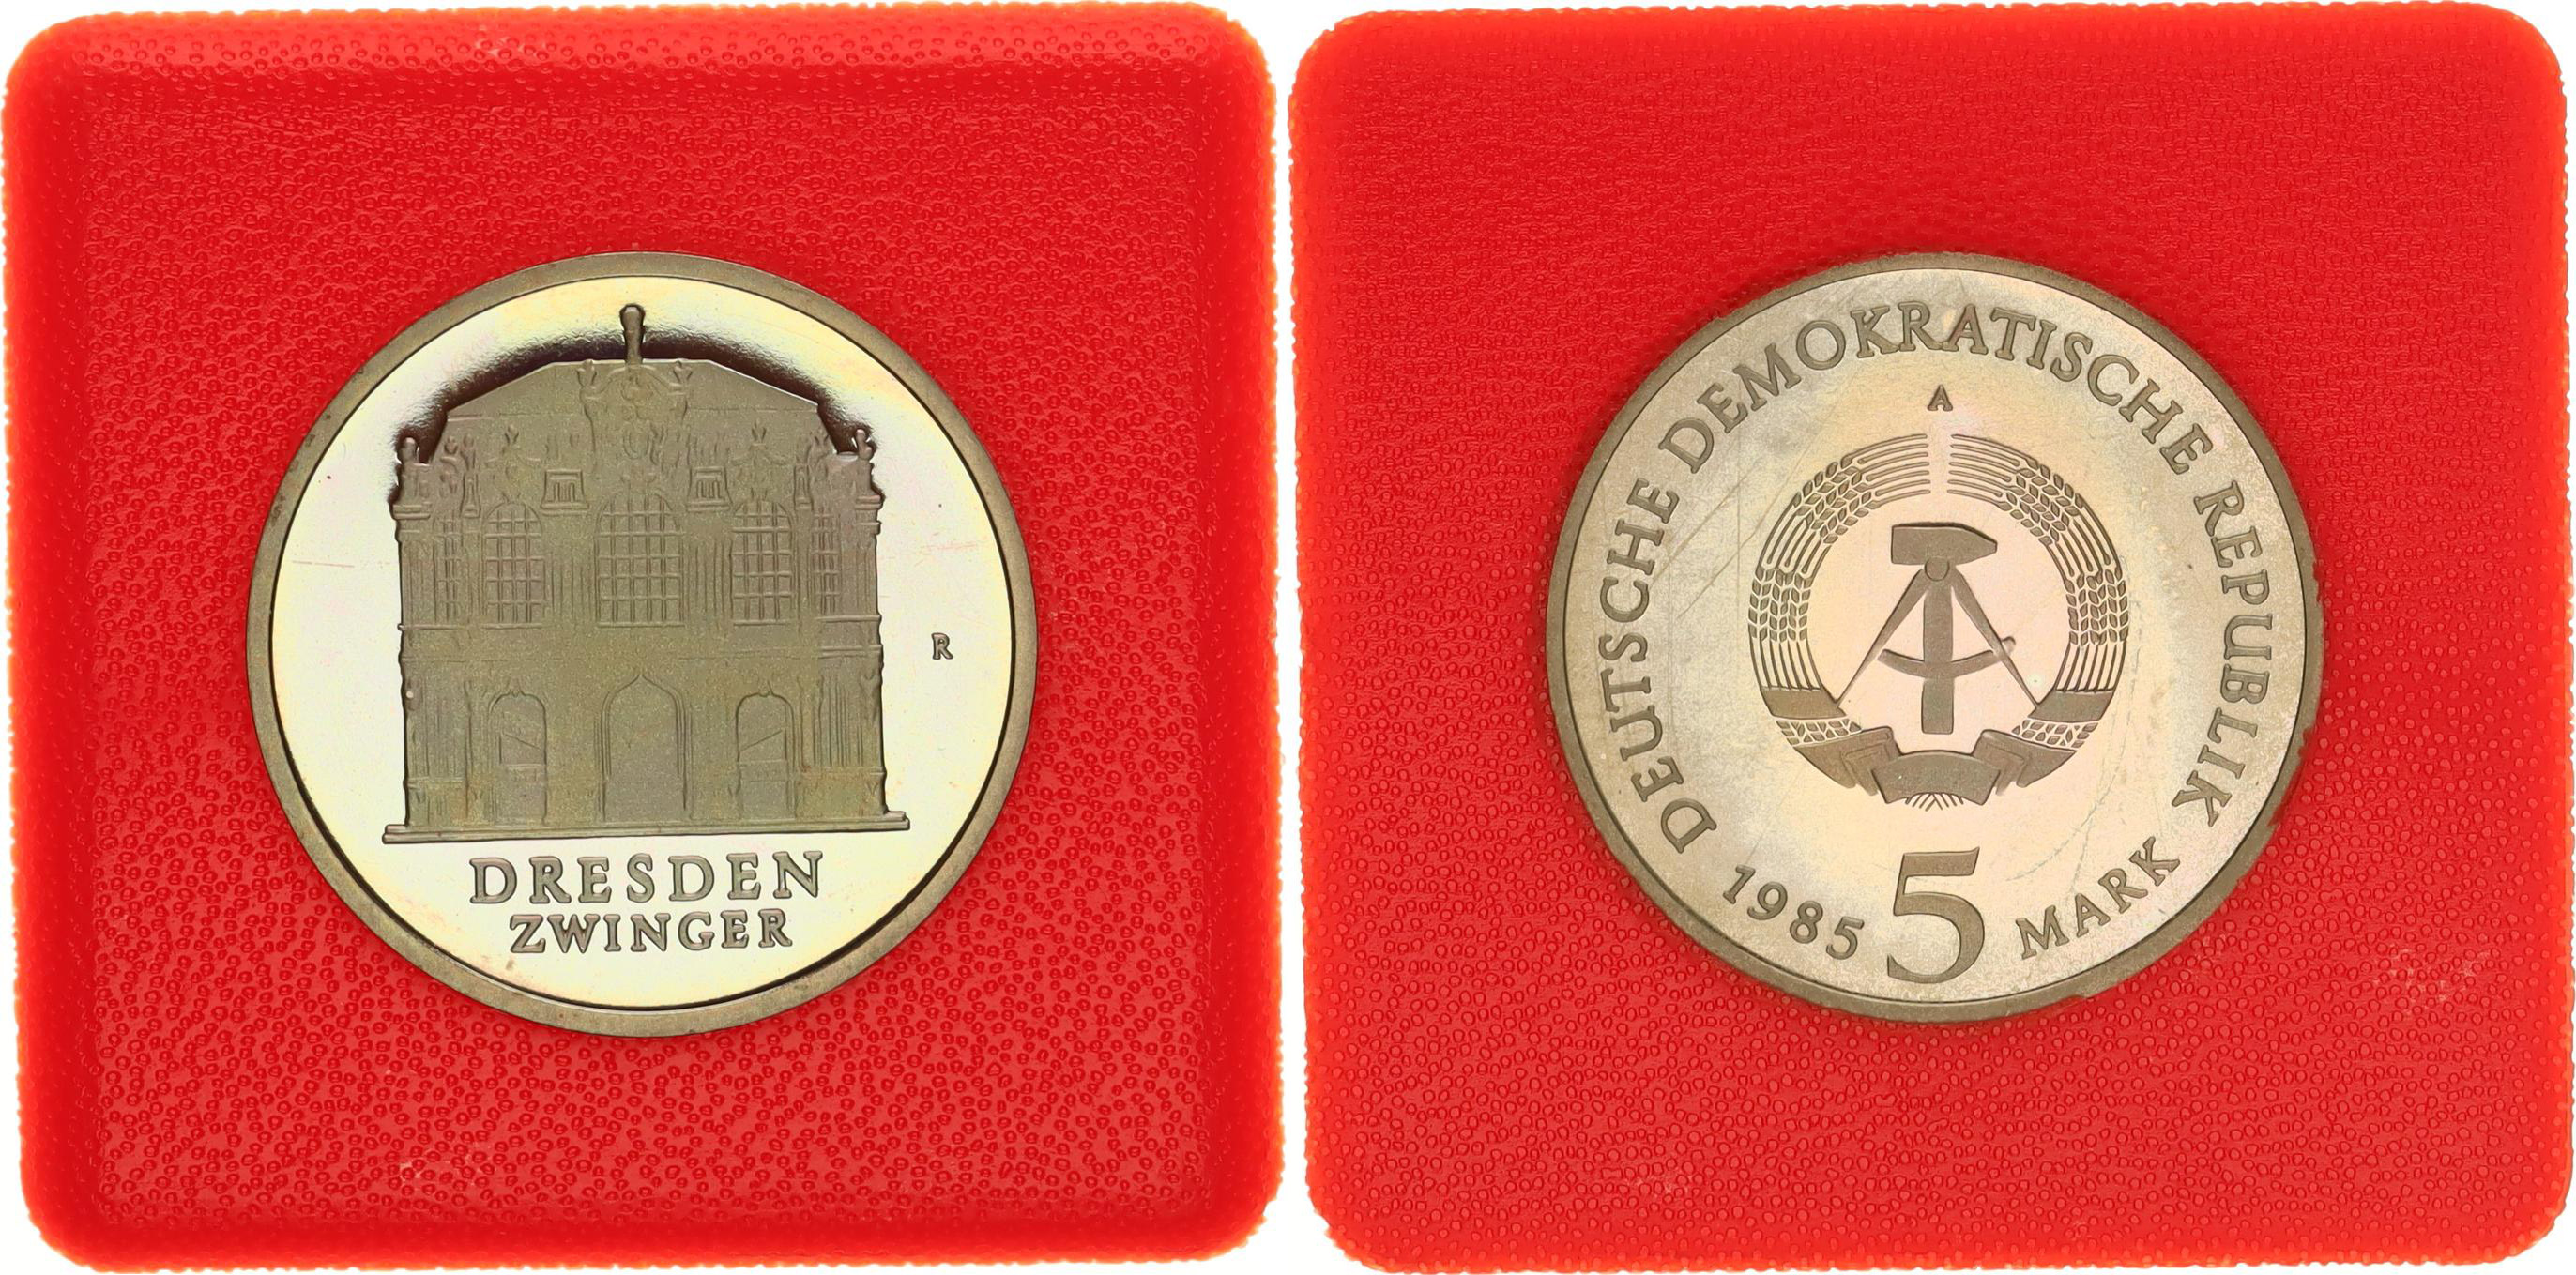 R
DRESDEN
ZWINGER
DEUTSCHE DEMOKRATISCHE REPUBLIK
A
1985 5 MARK